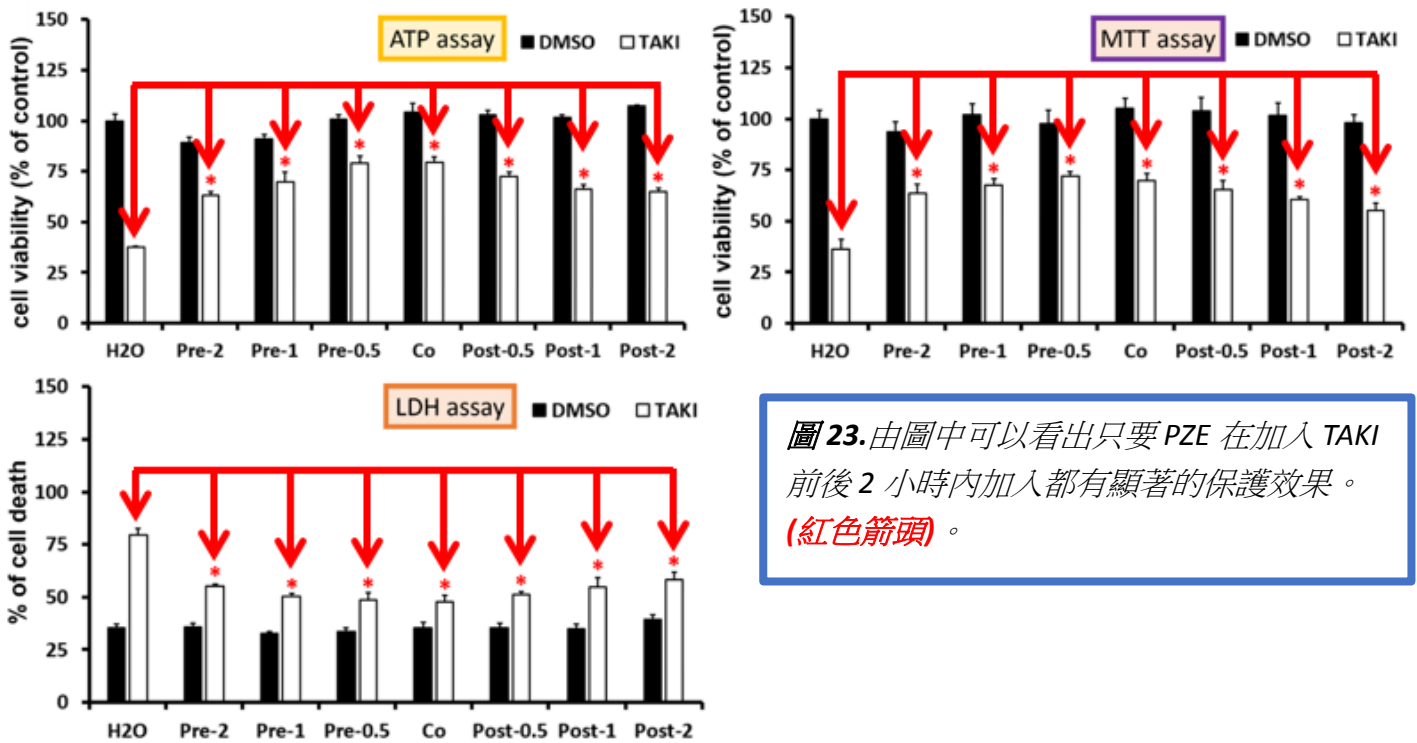 ATP assay
DMSO TAKI
cell viability (% of control)
150
125
100
75
50
25
0
H2O Pre-2 Pre-1 Pre-0.5 Co Post-0.5 Post-1 Post-2
* * * * * * *
MTT assay
DMSO TAKI
cell viability (% of control)
150
125
100
75
50
25
0
H2O Pre-2 Pre-1 Pre-0.5 Co Post-0.5 Post-1 Post-2
* * * * * * *
LDH assay
DMSO TAKI
% of cell death
150
125
100
75
50
25
0
H2O Pre-2 Pre-1 Pre-0.5 Co Post-0.5 Post-1 Post-2
* * * * * * *
圖 23.由圖中可以看出只要 PZE 在加入 TAKI
前後 2 小時內加入都有顯著的保護效果。
(紅色箭頭)。